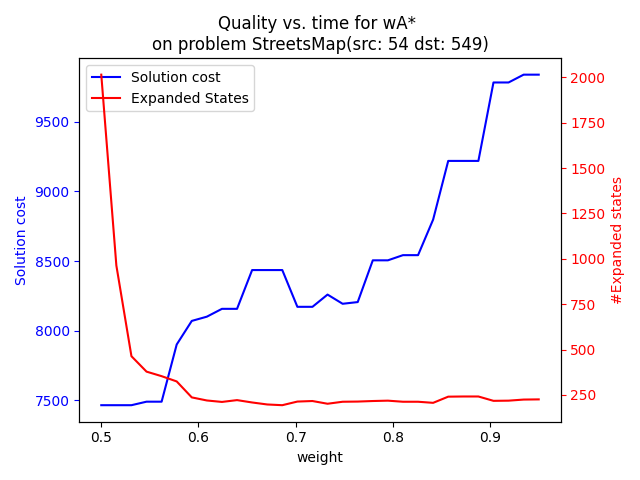 Quality vs. time for wA*
on problem StreetsMap(src: 54 dst: 549)
Solution cost
Expanded States
Solution cost
7500
8000
8500
9000
9500
#Expanded states
250
500
750
1000
1250
1500
1750
2000
0.5 0.6 0.7 0.8 0.9
weight